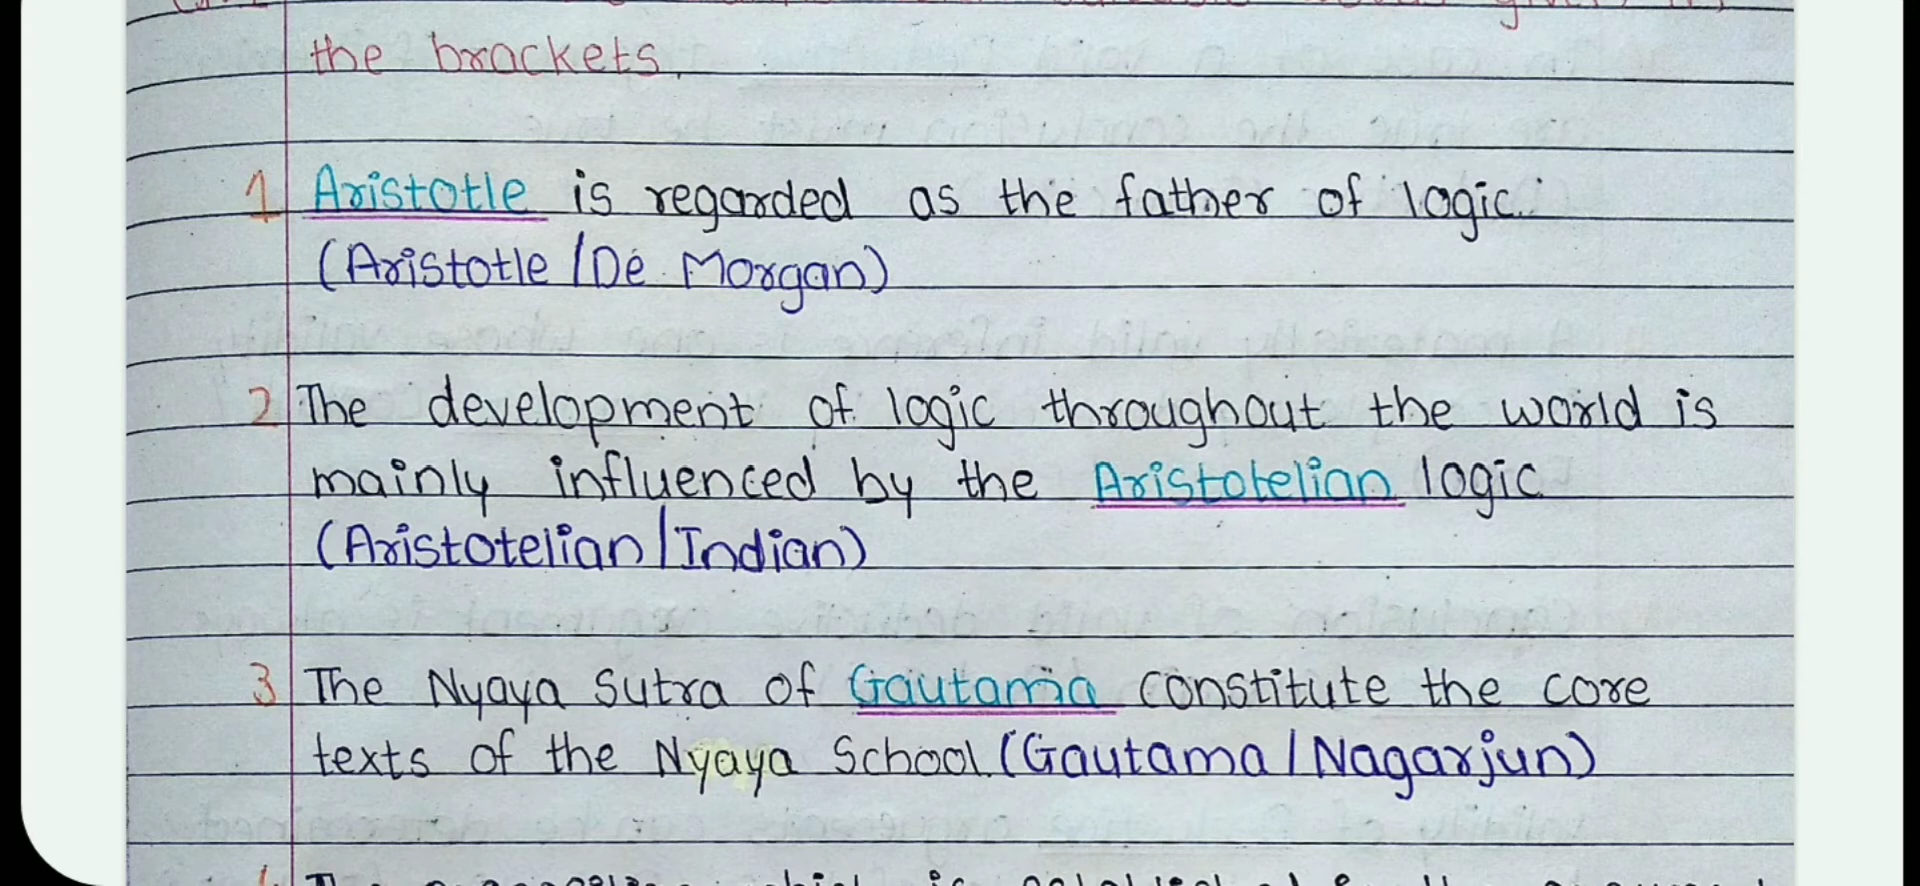 the brackets.
1 Aristotle is regarded as the father of logic.
(Aristotle / De Morgan)
2 The development of logic throughout the world is
mainly influenced by the Aristotelian logic
(Aristotelian / Indian)
3 The Nyaya Sutra of Gautama constitute the core
texts of the Nyaya School. (Gautama / Nagarjun)